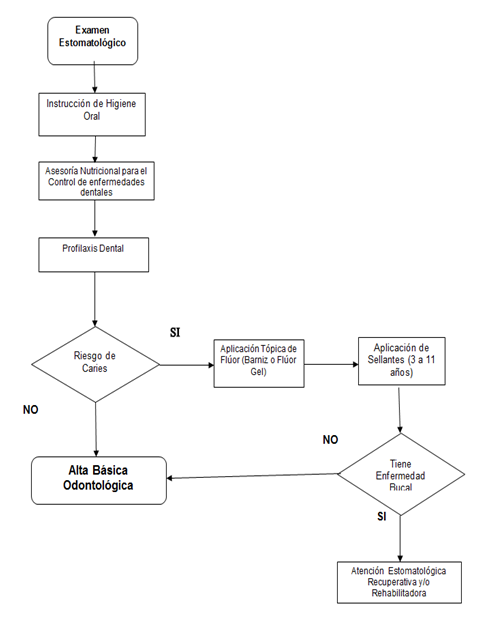 Examen
Estomatológico
Instrucción de Higiene
Oral
Asesoría Nutricional para el
Control de enfermedades
dentales
Profilaxis Dental
Riesgo de
Caries
SI
NO
Aplicación Tópica de
Flúor (Barniz o Flúor
Gel)
Aplicación de
Sellantes (3 a 11
años)
Alta Básica
Odontológica
NO
Tiene
Enfermedad
Bucal
SI
Atención Estomatológica
Recuperativa y/o
Rehabilitadora